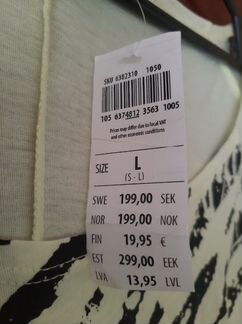 SKU 6382310 1050
105 6374812 3563 1005
Prices may differ due to local VAT
and other economic conditions
SIZE L
(S - L)
SWE 199,00 SEK
NOR 199,00 NOK
FIN 19,95 €
EST 299,00 EEK
LVA 13,95 LVL